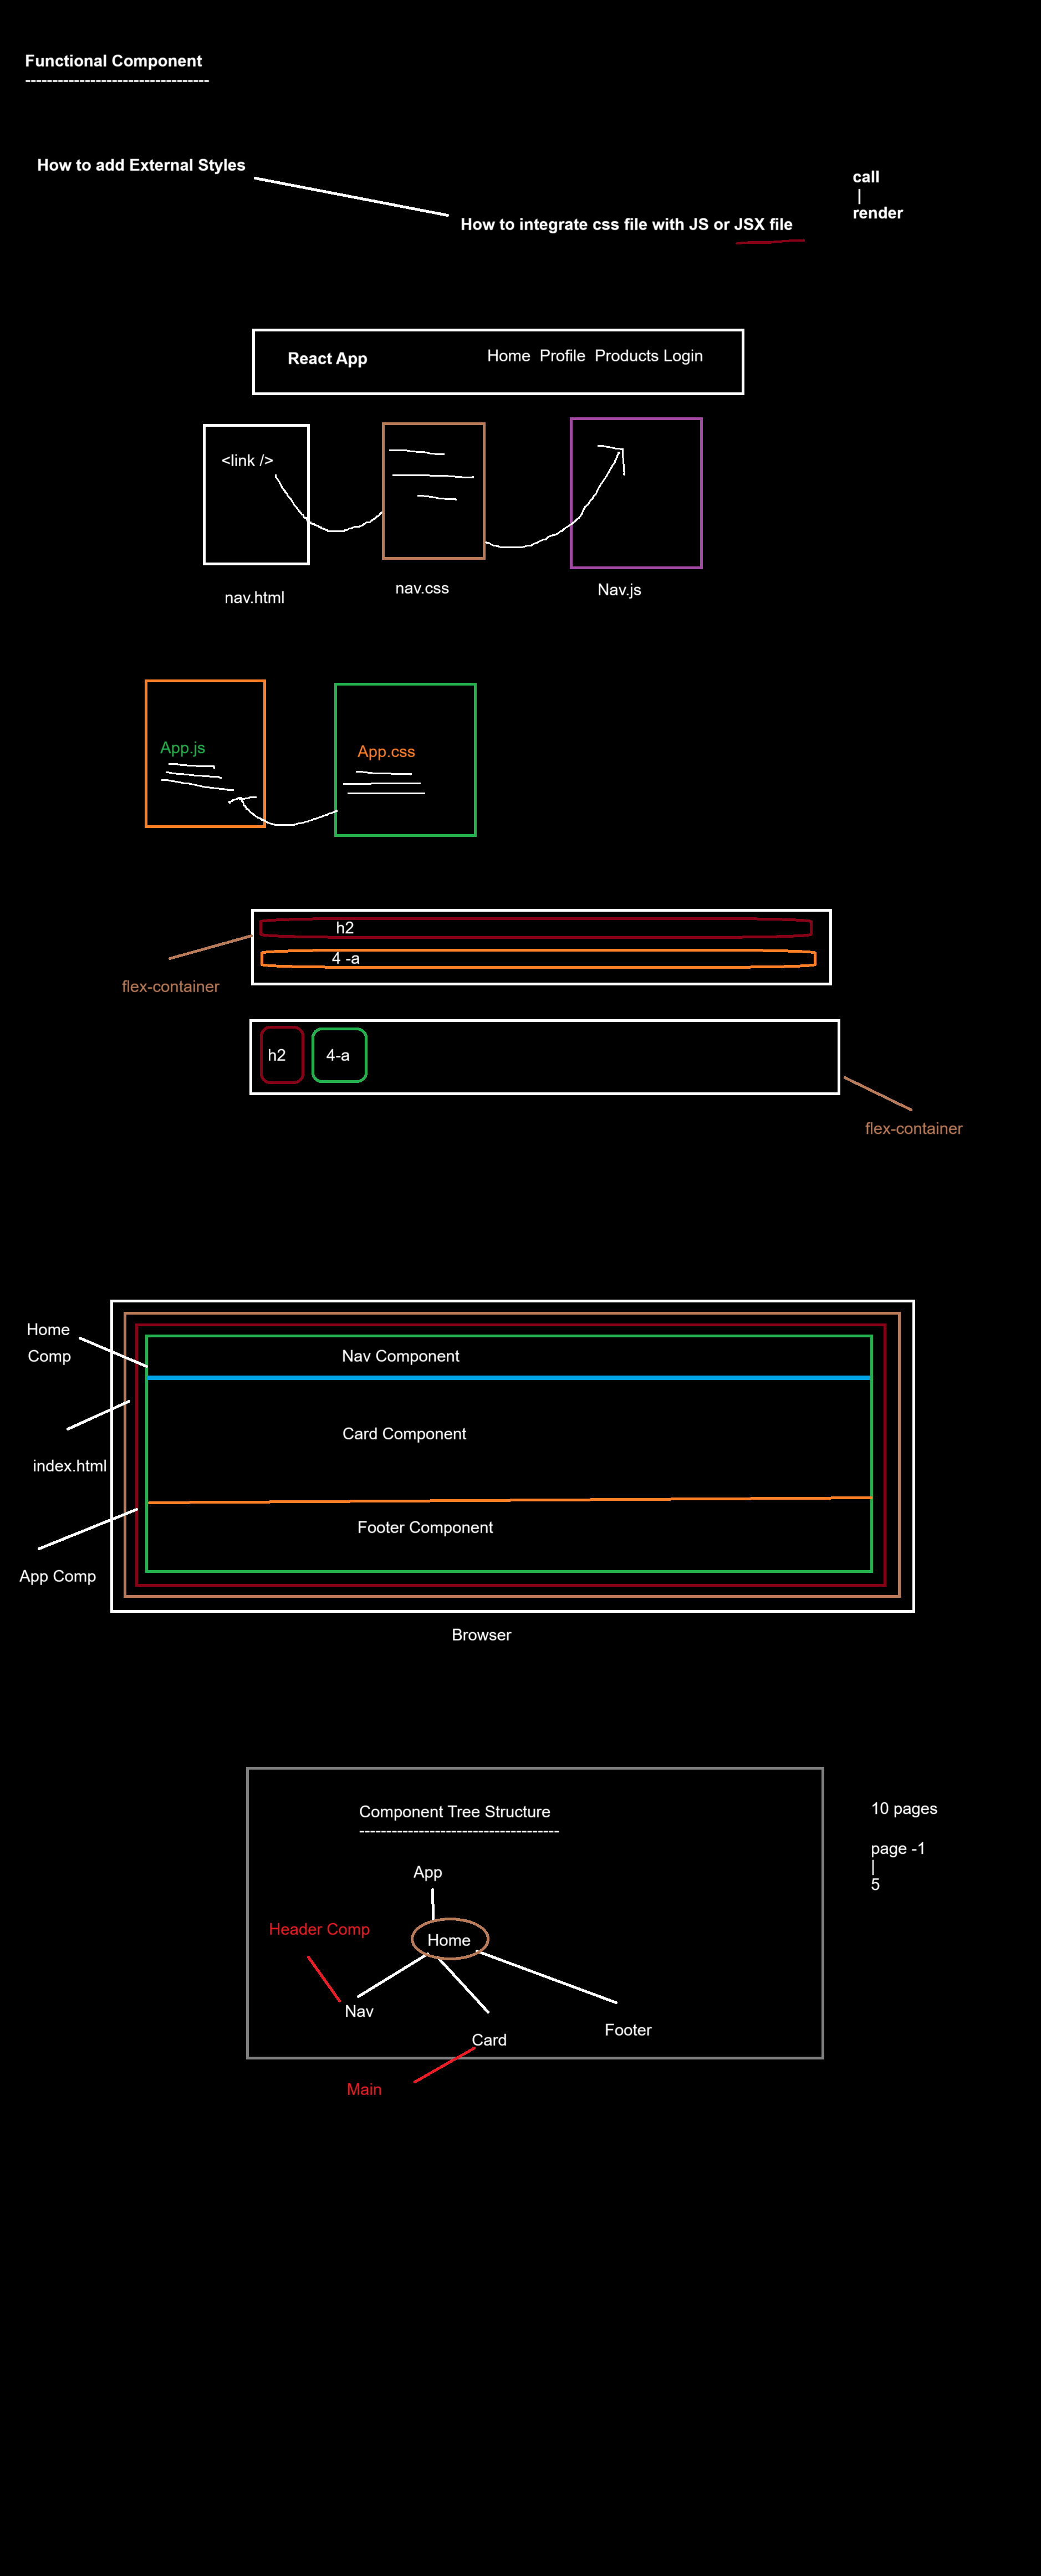 Functional Component
----------------------------------
How to add External Styles
call
|
render
How to integrate css file with JS or JSX file
React App
Home  Profile  Products Login
<link />
nav.html
nav.css
Nav.js
App.js
App.css
h2
4 -a
flex-container
h2
4-a
flex-container
Home
Comp
Nav Component
Card Component
index.html
Footer Component
App Comp
Browser
Component Tree Structure
-------------------------------------
10 pages
page -1
|
5
App
Header Comp
Home
Nav
Card
Footer
Main